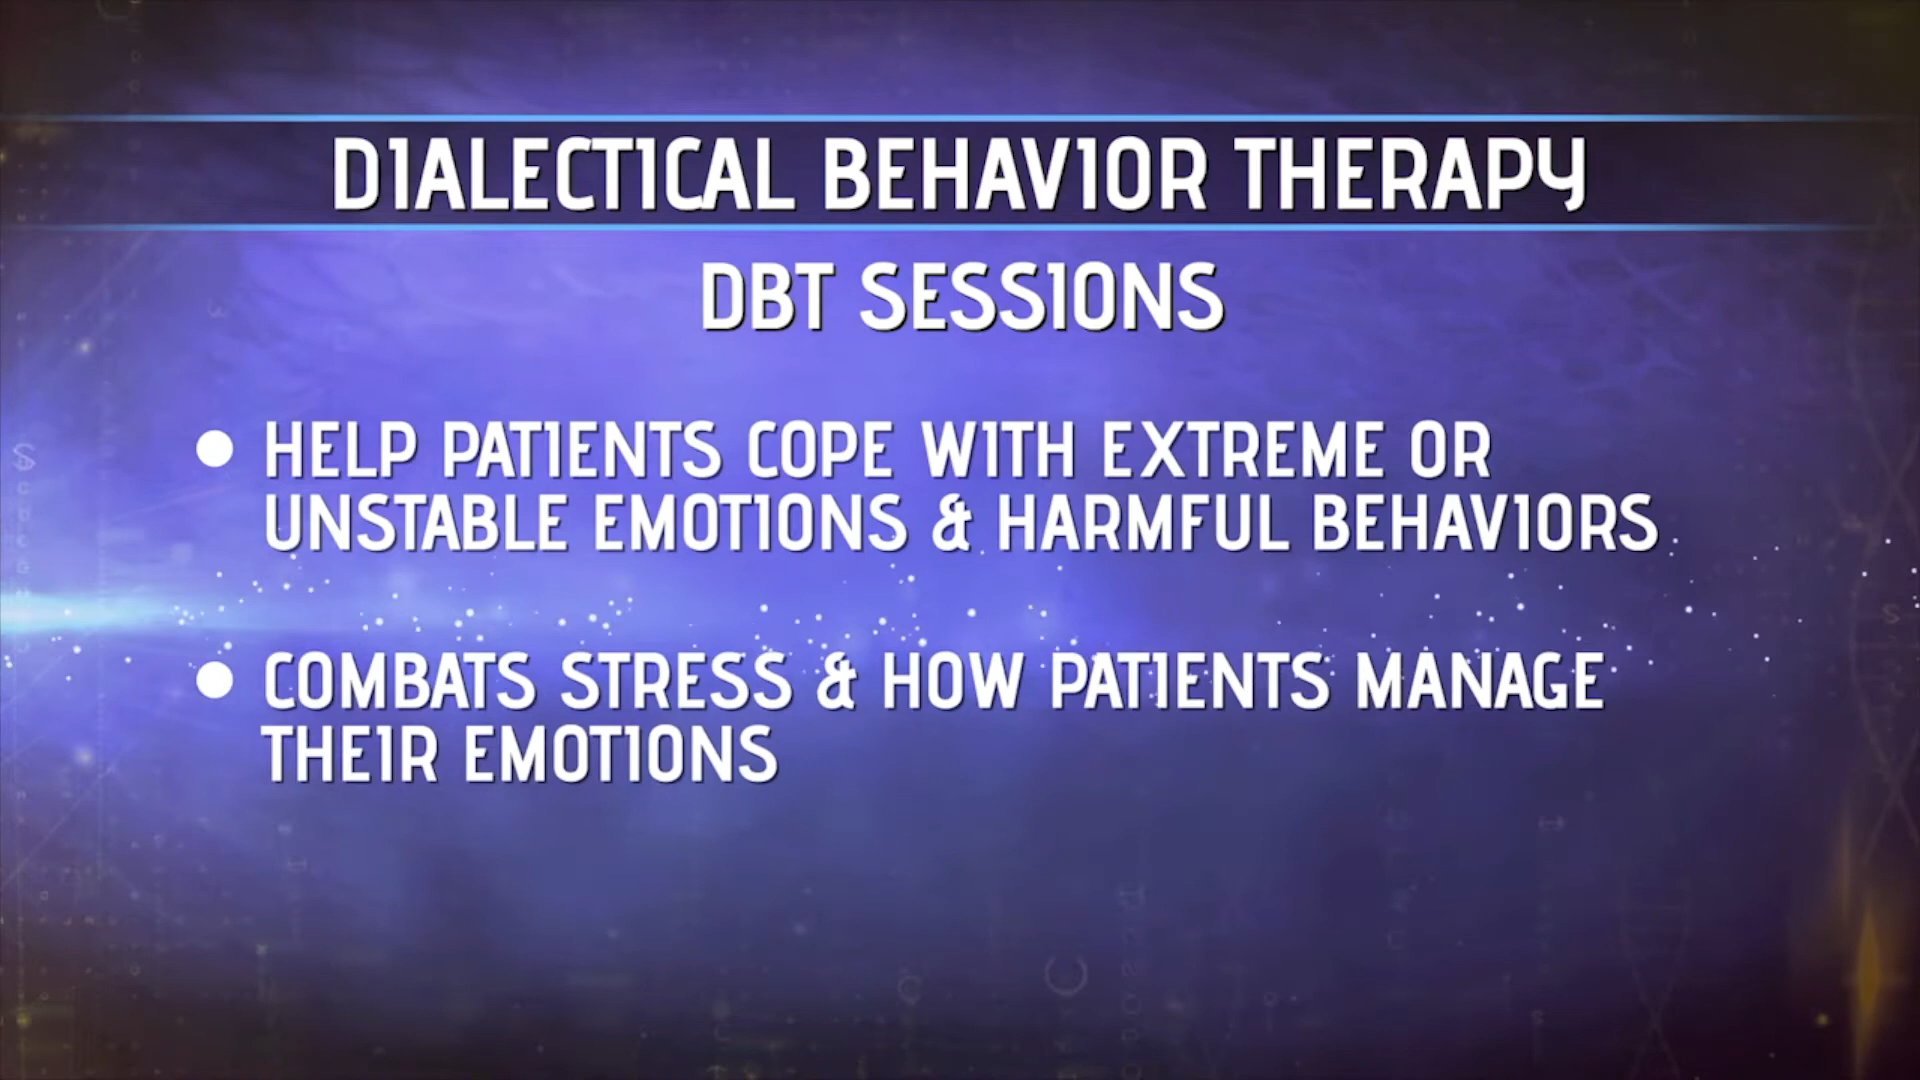 DIALECTICAL BEHAVIOR THERAPY
DBT SESSIONS
● HELP PATIENTS COPE WITH EXTREME OR
UNSTABLE EMOTIONS & HARMFUL BEHAVIORS
● COMBATS STRESS & HOW PATIENTS MANAGE
THEIR EMOTIONS